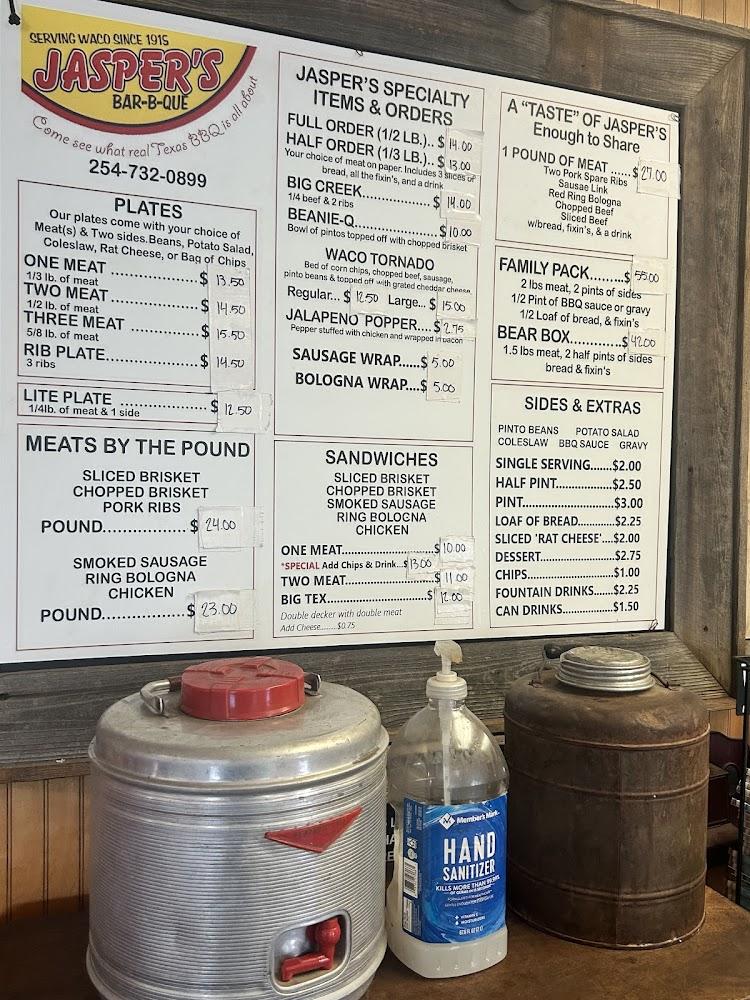 SERVING WACO SINCE 1915
JASPER'S
BAR-B-QUE
Come see what real Texas BBQ is all about
254-732-0899
PLATES
Our plates come with your choice of
Meat(s) & Two sides.Beans, Potato Salad,
Coleslaw, Rat Cheese, or Bag of Chips
ONE MEAT ................ $ 13.50
1/3 lb. of meat
TWO MEAT ................ $ 14.50
1/2 lb. of meat
THREE MEAT ............. $ 15.50
5/8 lb. of meat
RIB PLATE................. $ 14.50
3 ribs
LITE PLATE ................ $ 12.50
1/4lb. of meat & 1 side
MEATS BY THE POUND
SLICED BRISKET
CHOPPED BRISKET
PORK RIBS
POUND................ $ 24.00
SMOKED SAUSAGE
RING BOLOGNA
CHICKEN
POUND................ $ 23.00
JASPER'S SPECIALTY
ITEMS & ORDERS
FULL ORDER (1/2 LB.).. $ 14.00
HALF ORDER (1/3 LB.).. $ 13.00
Your choice of meat on paper. Includes 3 slices of
bread, all the fixin's, and a drink
BIG CREEK................ $ 14.00
1/4 beef & 2 ribs
BEANIE-Q................. $ 10.00
Bowl of pintos topped off with chopped brisket
WACO TORNADO
Bed of corn chips, chopped beef, sausage,
pinto beans & topped off with grated cheddar cheese
Regular... $ 12.50 Large... $ 15.00
JALAPENO POPPER.... $ 2.75
Pepper stuffed with chicken and wrapped in bacon
SAUSAGE WRAP...... $ 5.00
BOLOGNA WRAP.... $ 5.00
SANDWICHES
SLICED BRISKET
CHOPPED BRISKET
SMOKED SAUSAGE
RING BOLOGNA
CHICKEN
ONE MEAT..................... $ 10.00
*SPECIAL Add Chips & Drink...$ 13.00
TWO MEAT..................... $ 11.00
BIG TEX......................... $ 12.00
Double decker with double meat
Add Cheese........$0.75
A "TASTE" OF JASPER'S
Enough to Share
1 POUND OF MEAT ...... $ 27.00
Two Pork Spare Ribs
Sausae Link
Red Ring Bologna
Chopped Beef
Sliced Beef
w/bread, fixin's, & a drink
FAMILY PACK........$ 55.00
2 lbs meat, 2 pints of sides
1/2 Pint of BBQ sauce or gravy
1/2 Loaf of bread, & fixin's
BEAR BOX............$ 42.00
1.5 lbs meat, 2 half pints of sides
bread & fixin's
SIDES & EXTRAS
PINTO BEANS POTATO SALAD
COLESLAW BBQ SAUCE GRAVY
SINGLE SERVING.......$2.00
HALF PINT.................$2.50
PINT..........................$3.00
LOAF OF BREAD.........$2.25
SLICED 'RAT CHEESE'...$2.00
DESSERT...................$2.75
CHIPS.......................$1.00
FOUNTAIN DRINKS.....$2.25
CAN DRINKS..............$1.50
Member's Mark
HAND
SANITIZER
KILLS MORE THAN 99.99%
OF GERMS IN 15 SECONDS
VITAMIN E
MOISTURIZERS
67.6 FL OZ (2 L)